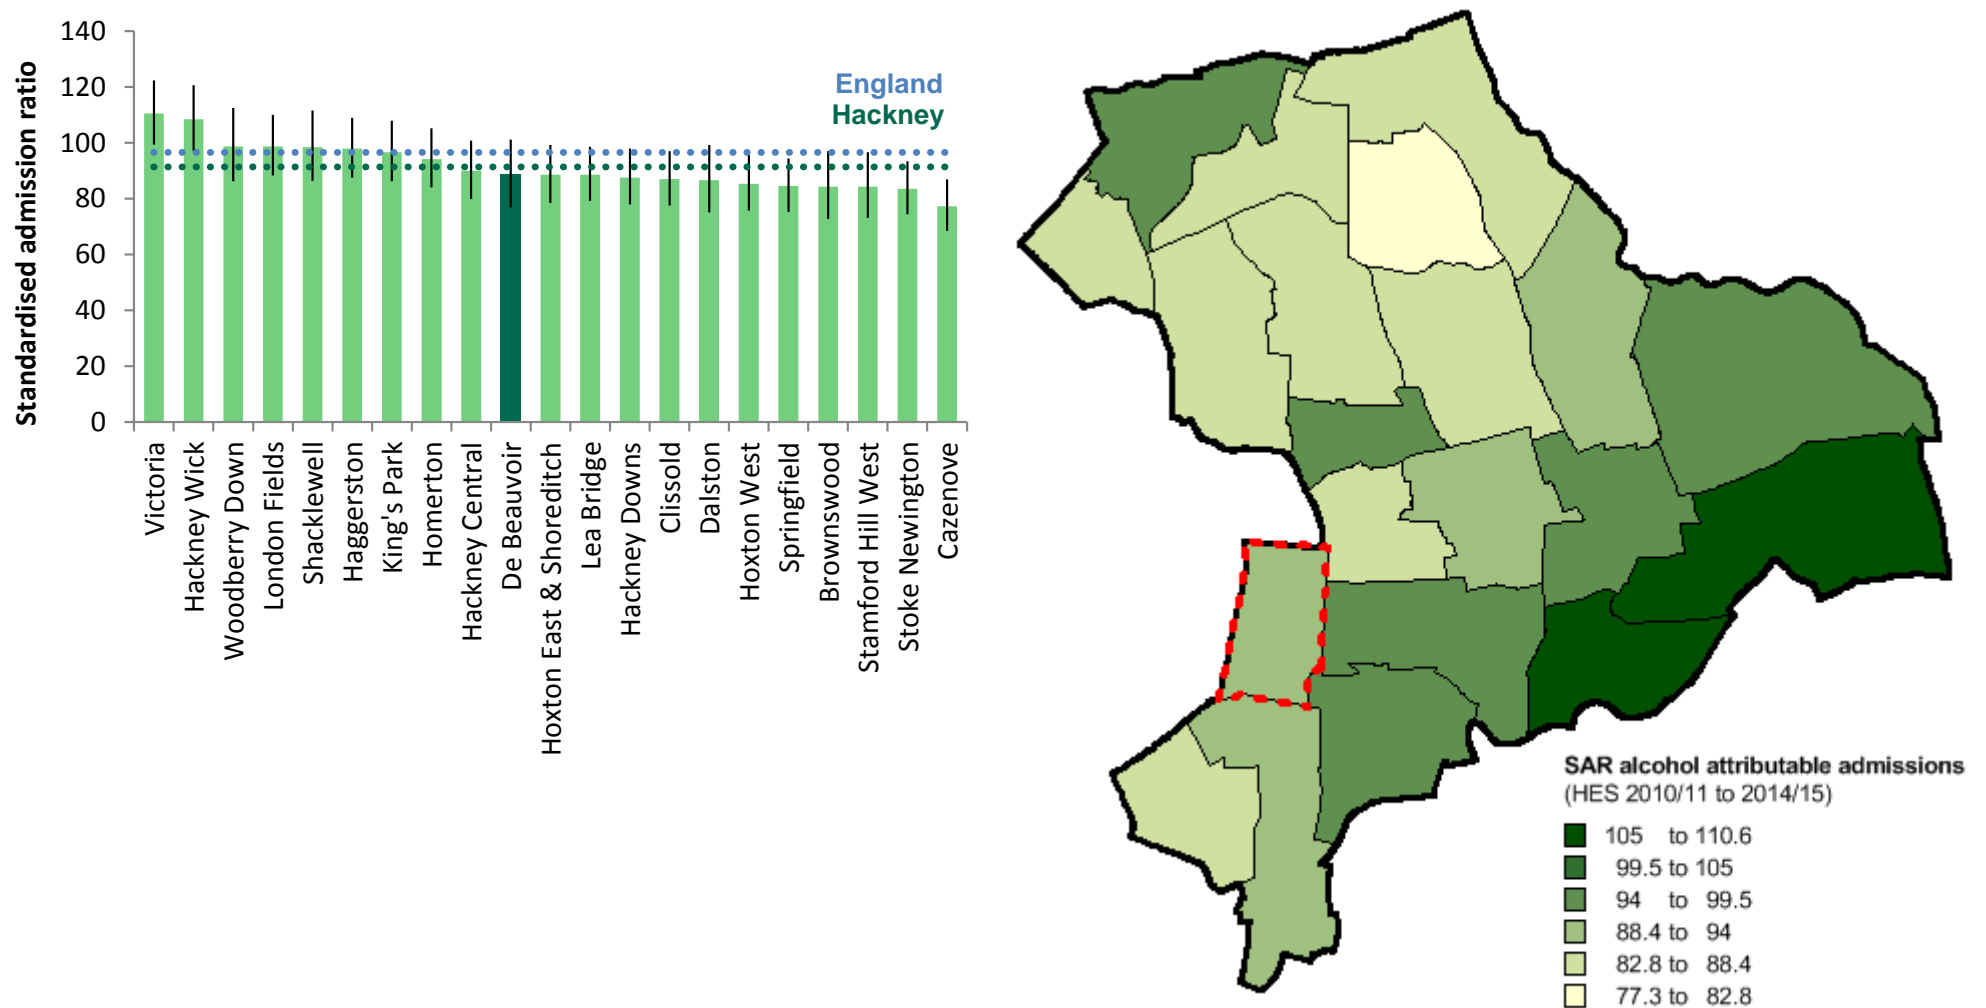 Standardised admission ratio
140
120
100
80
60
40
20
0
England
Hackney
Victoria
Hackney Wick
Woodberry Down
London Fields
Shacklewell
Haggerston
King's Park
Homerton
Hackney Central
De Beauvoir
Hoxton East & Shoreditch
Lea Bridge
Hackney Downs
Clissold
Dalston
Hoxton West
Springfield
Brownswood
Stamford Hill West
Stoke Newington
Cazenove
SAR alcohol attributable admissions
(HES 2010/11 to 2014/15)
105 to 110.6
99.5 to 105
94 to 99.5
88.4 to 94
82.8 to 88.4
77.3 to 82.8